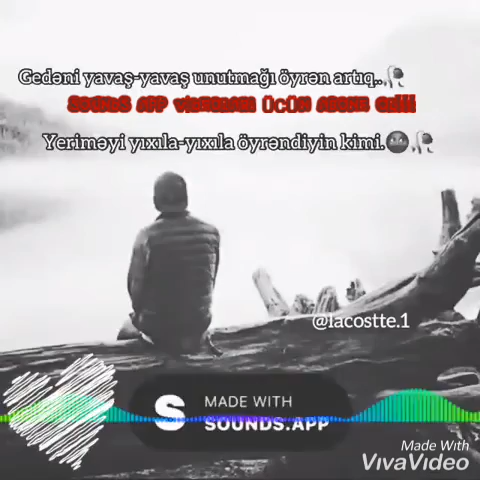 Gedəni yavaş-yavaş unutmağı öyrən artıq..🥀
Yeriməyi yıxıla-yıxıla öyrəndiyin kimi.🌚🥀
@lacostte.1
S MADE WITH
SOUNDS.APP
Made With
VivaVideo